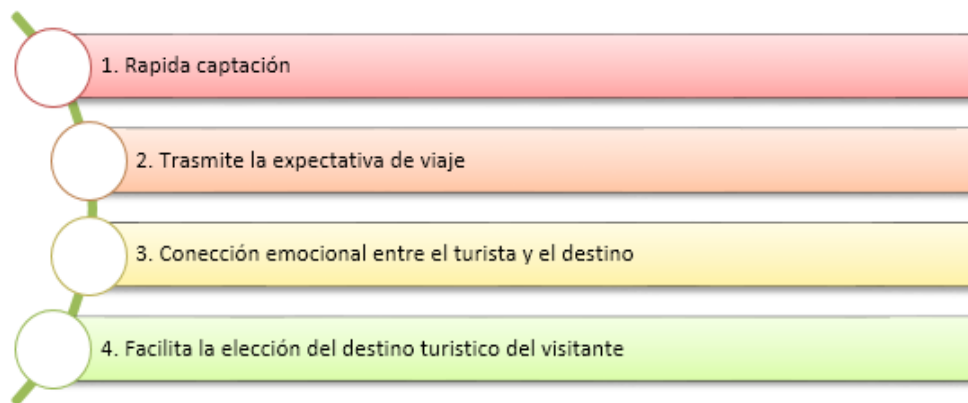 1. Rapida captación
2. Trasmite la expectativa de viaje
3. Conección emocional entre el turista y el destino
4. Facilita la elección del destino turistico del visitante